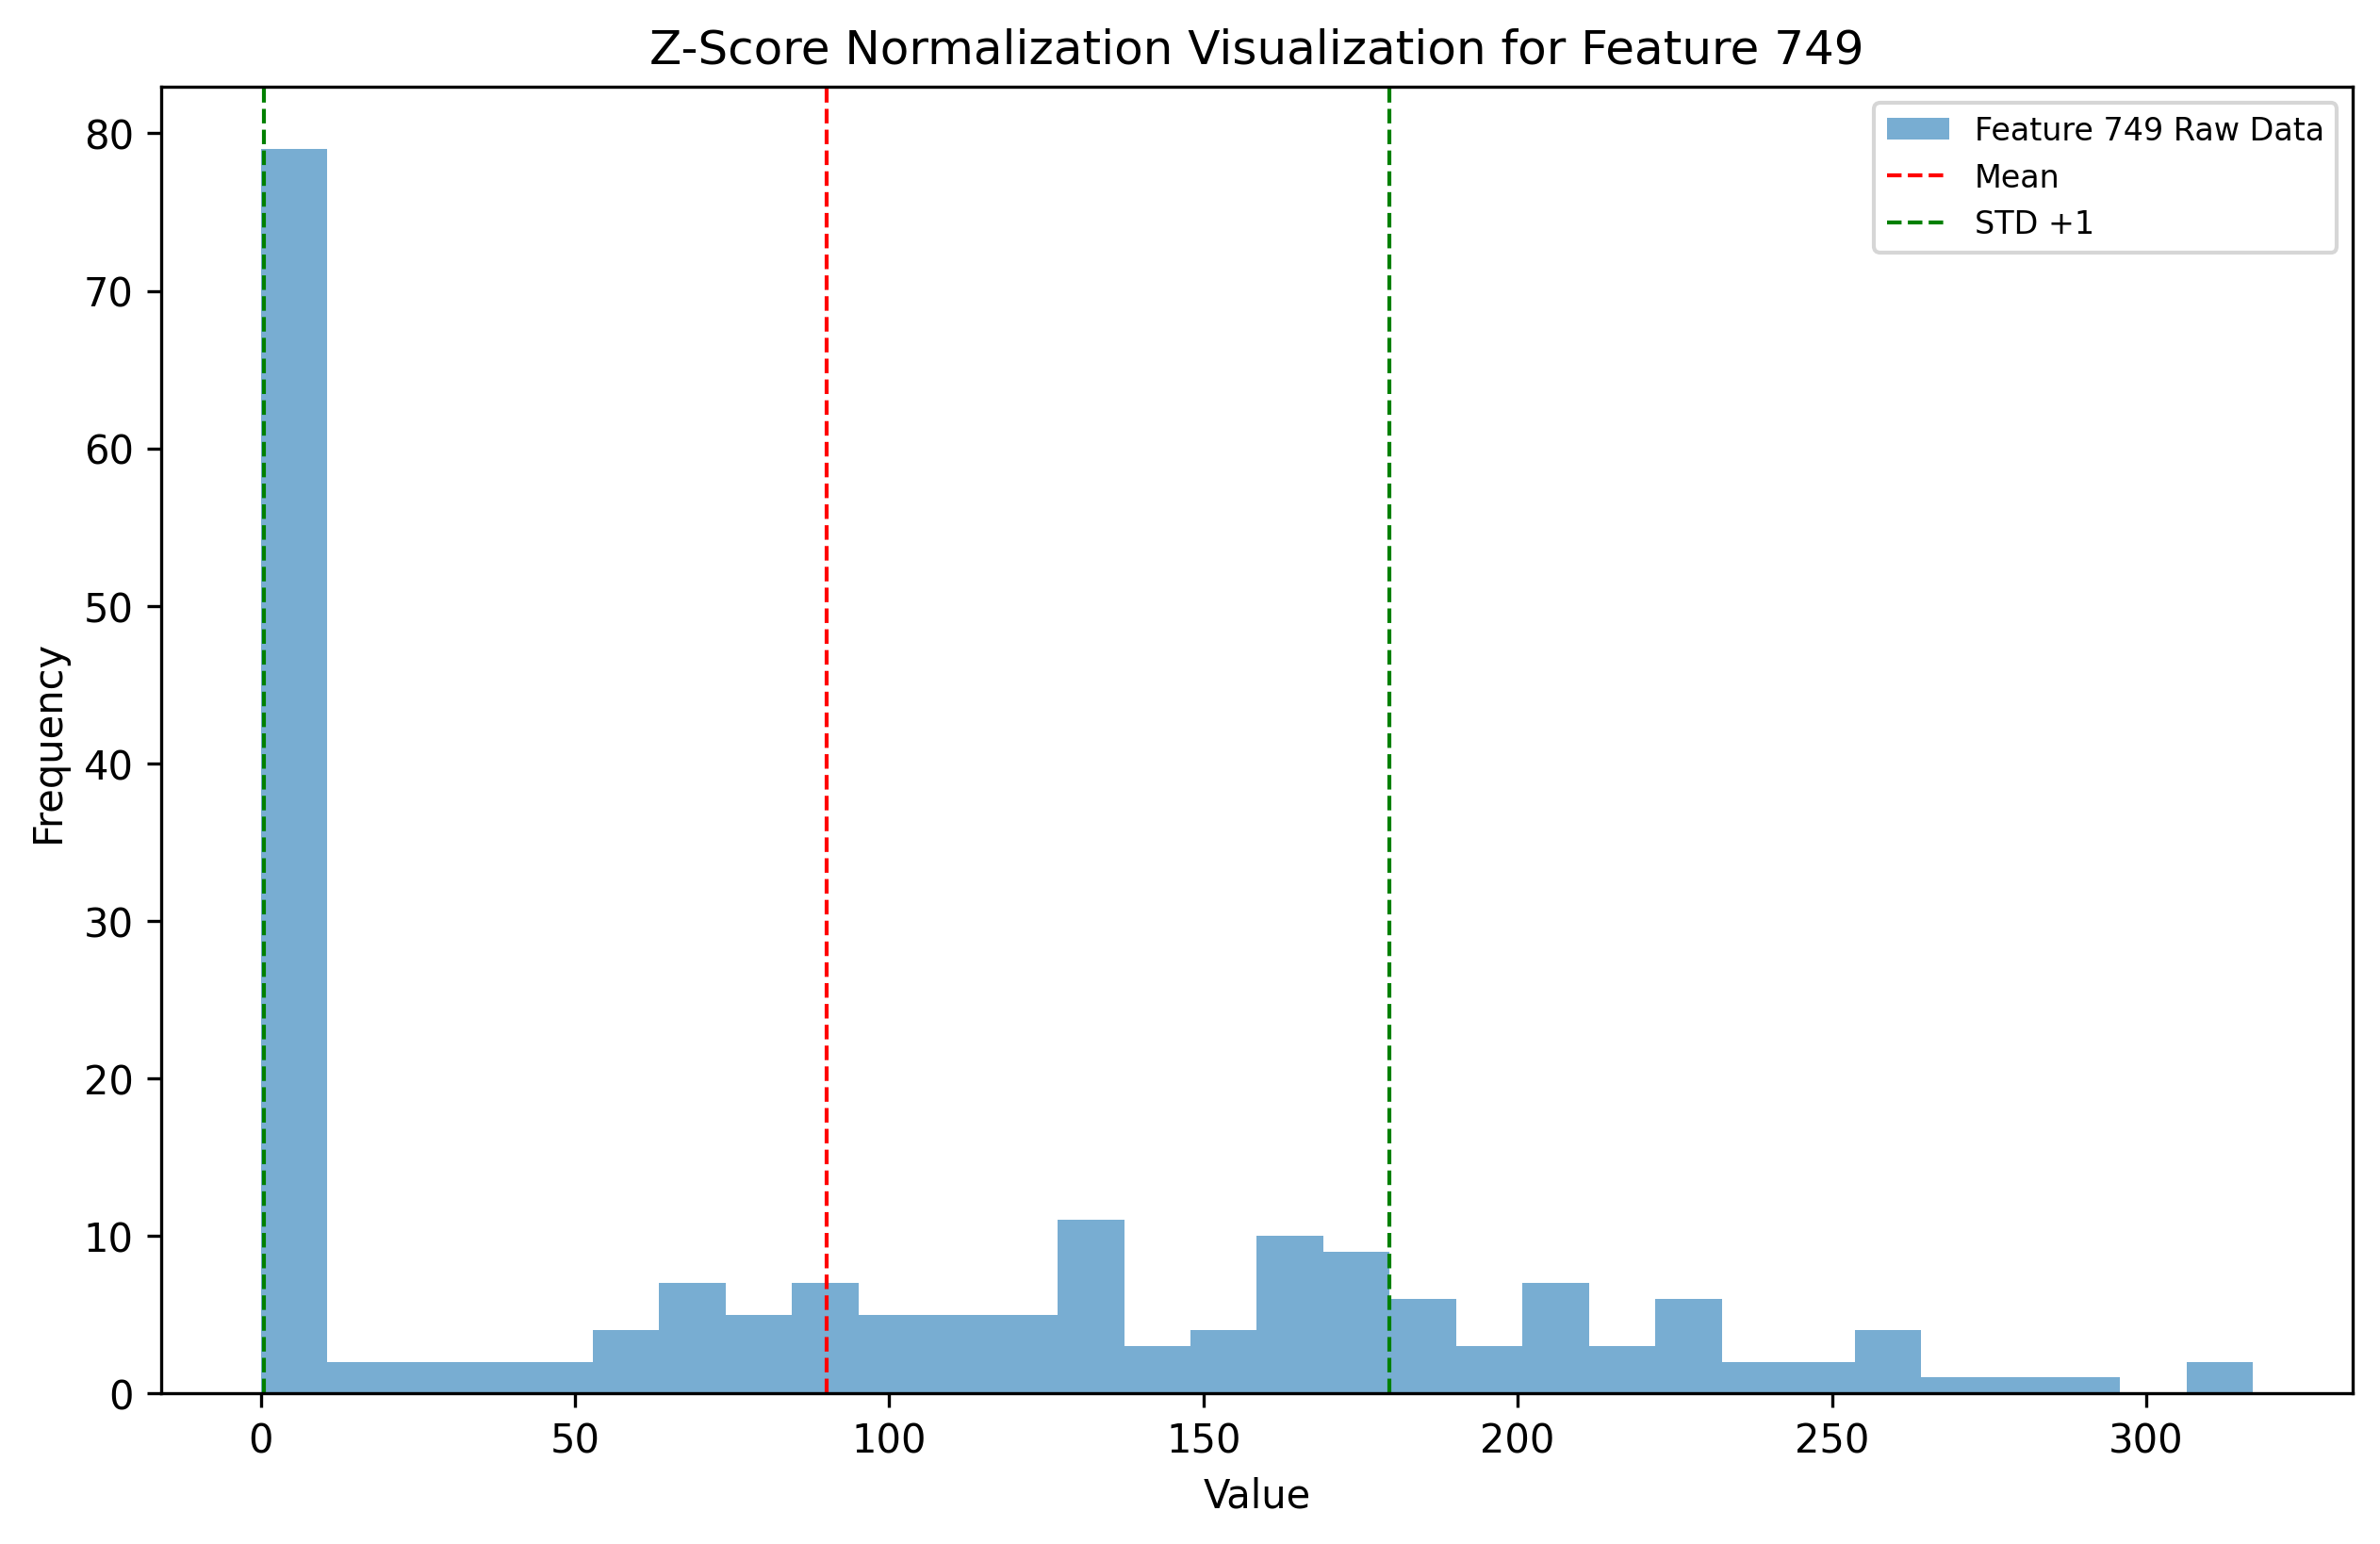 Z-Score Normalization Visualization for Feature 749
Feature 749 Raw Data
Mean
STD +1
80
70
60
50
40
30
20
10
0
Frequency
0 50 100 150 200 250 300
Value